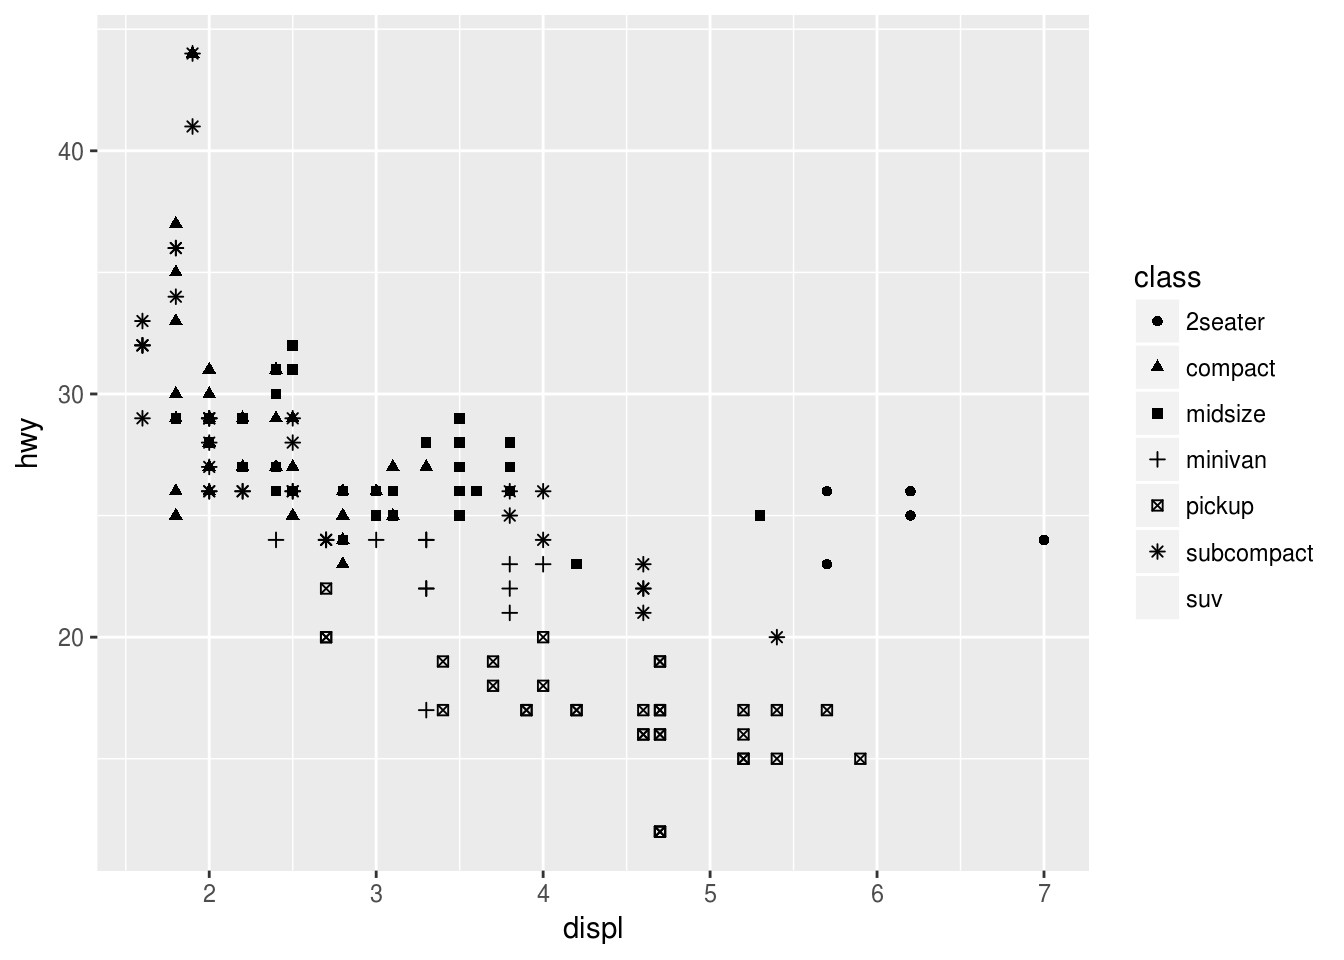 40
30
20
hwy
2
3
4
5
6
7
displ
class
2seater
compact
midsize
minivan
pickup
subcompact
suv